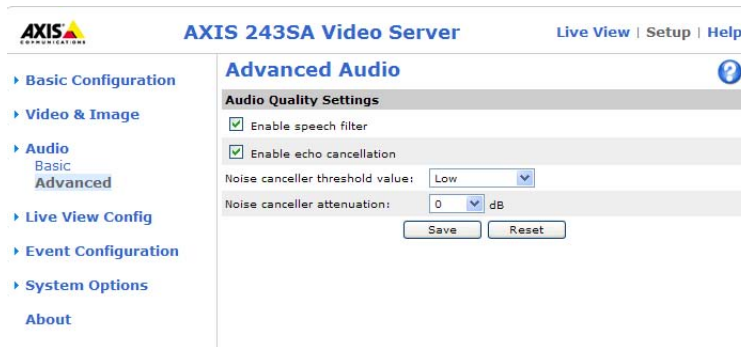 AXIS
COMMUNICATIONS
AXIS 243SA Video Server
Live View | Setup | Help
Basic Configuration
Video & Image
Audio
Basic
Advanced
Live View Config
Event Configuration
System Options
About
Advanced Audio
?
Audio Quality Settings
Enable speech filter
Enable echo cancellation
Noise canceller threshold value: Low
Noise canceller attenuation: 0 dB
Save Reset